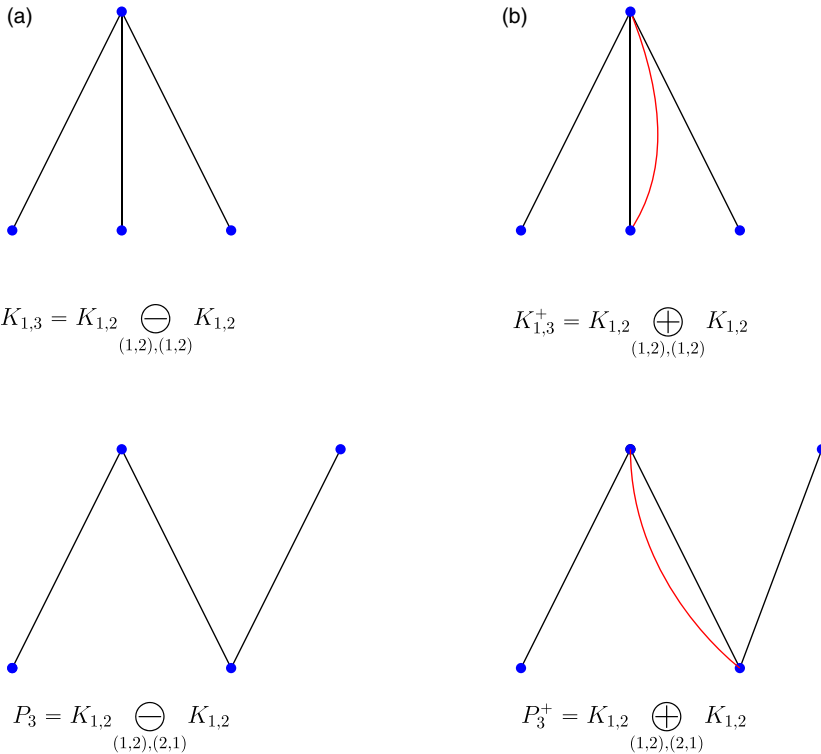 (a)
(b)
K_{1,3} = K_{1,2} ⊖_{(1,2),(1,2)} K_{1,2}
K_{1,3}^+ = K_{1,2} ⊕_{(1,2),(1,2)} K_{1,2}
P_3 = K_{1,2} ⊖_{(1,2),(2,1)} K_{1,2}
P_3^+ = K_{1,2} ⊕_{(1,2),(2,1)} K_{1,2}